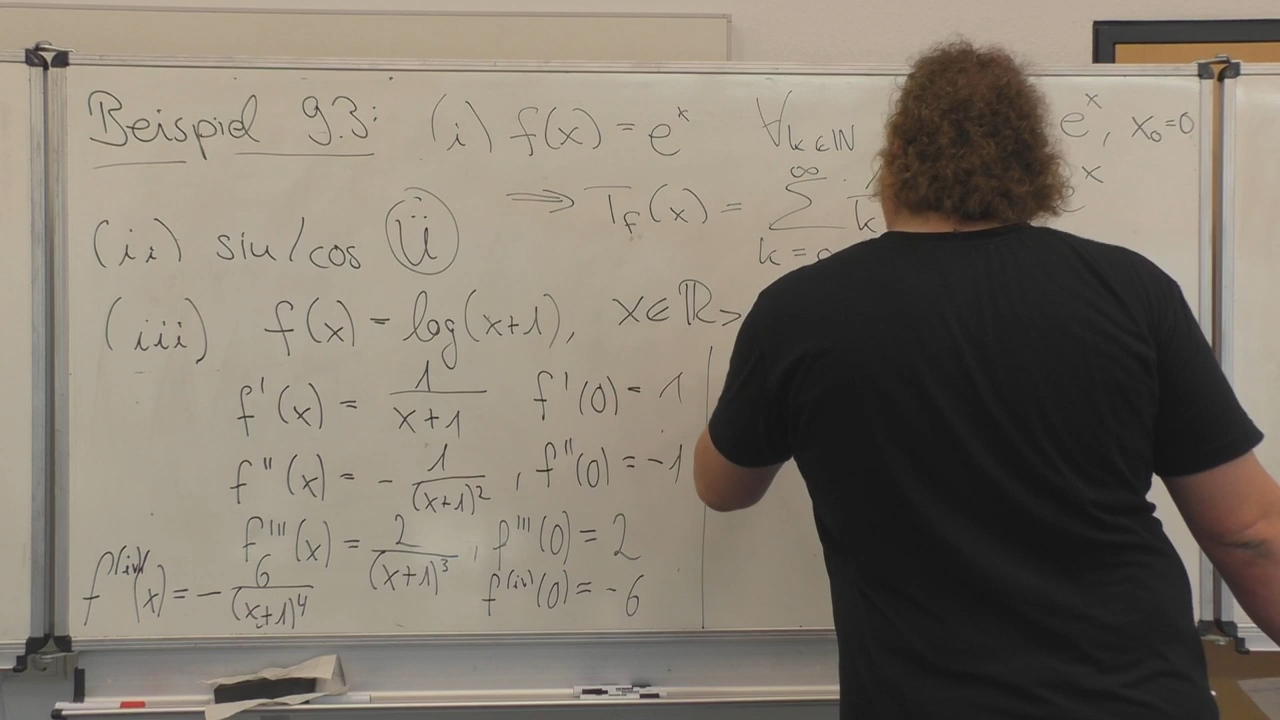 Beispiel 9.3: (i) f(x) = e^x ∀k∈ℕ e^x, x₀=0
⇒ T_f(x) = ∑_{k=0}^∞ 1/k e^x
(ii) sin/cos Ü
(iii) f(x) = log(x+1), x∈ℝ>
f'(x) = 1/(x+1) f'(0) = 1
f''(x) = - 1/(x+1)², f''(0) = -1
f'''(x) = 2/(x+1)³, f'''(0) = 2
f^(iv)(x) = - 6/(x+1)⁴ f^(iv)(0) = -6